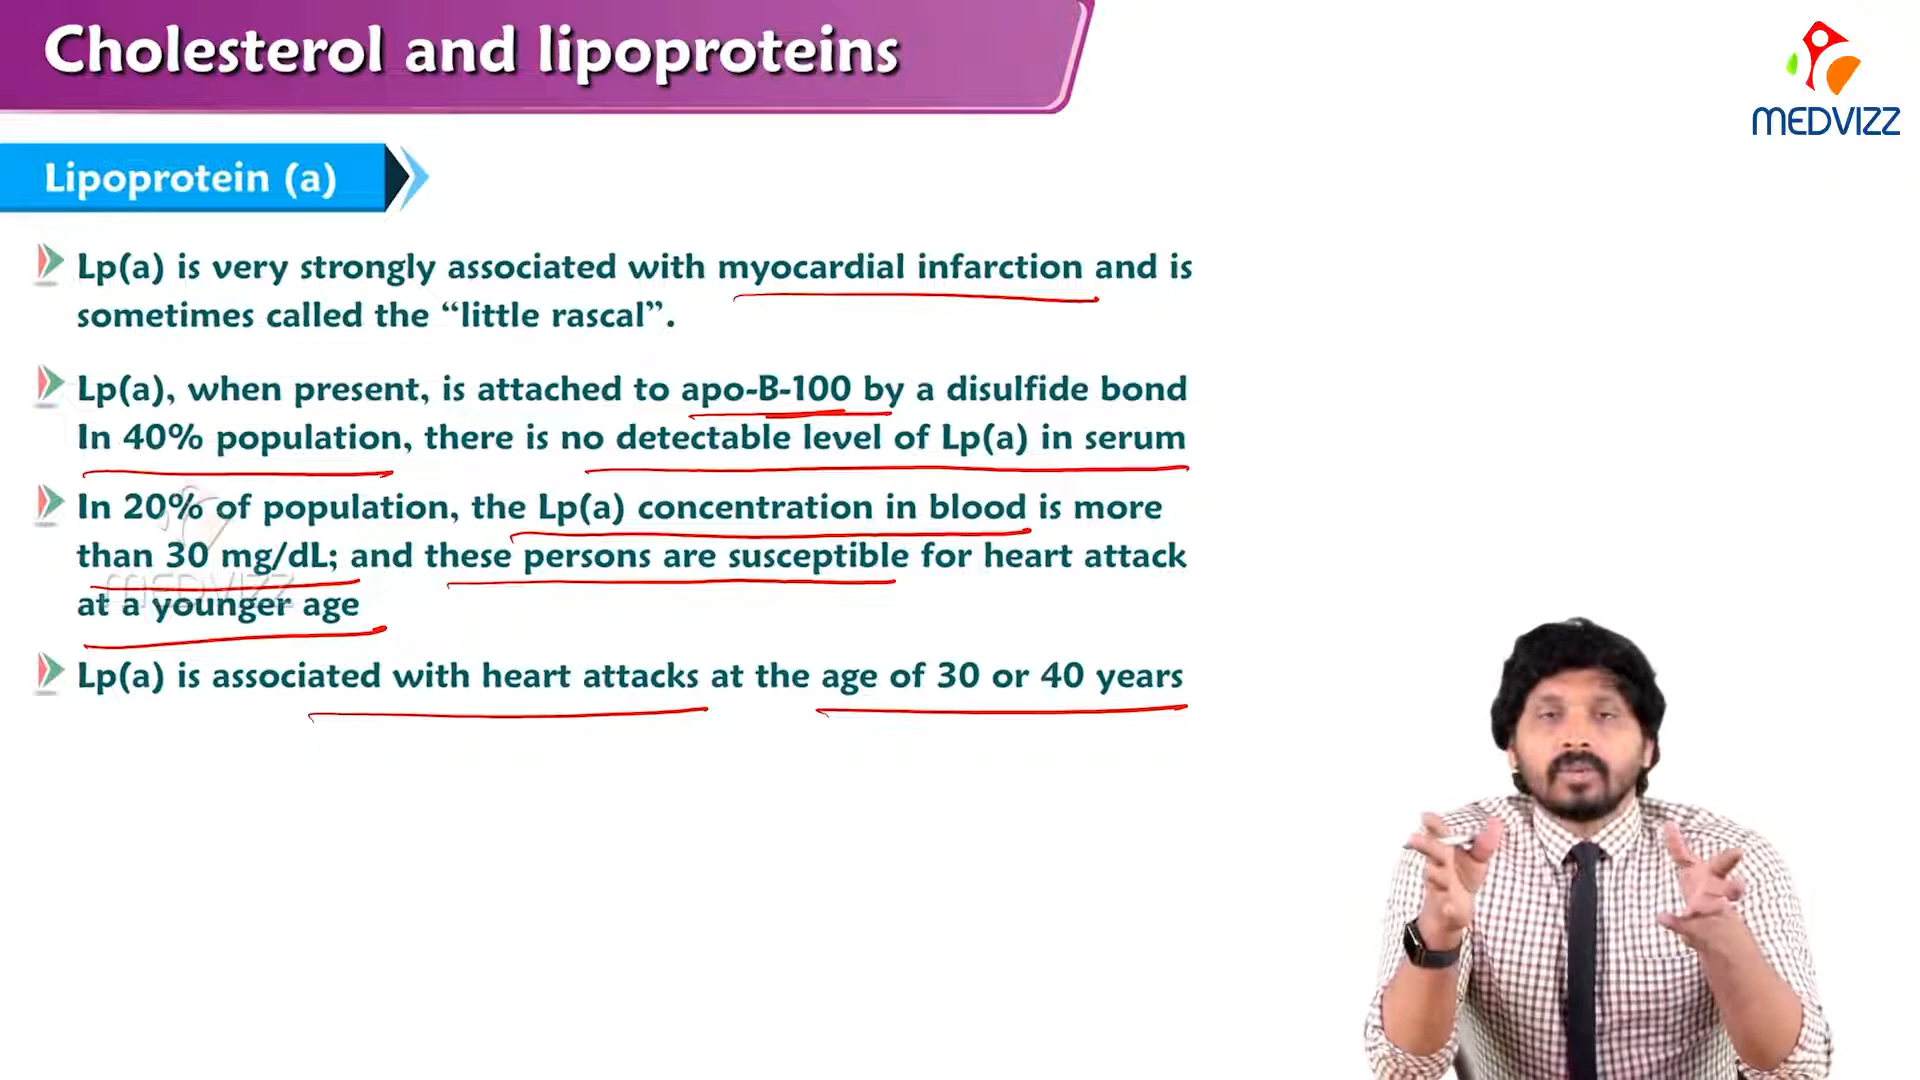 Cholesterol and lipoproteins
MEDVIZZ
Lipoprotein (a)
Lp(a) is very strongly associated with myocardial infarction and is
sometimes called the “little rascal”.
Lp(a), when present, is attached to apo-B-100 by a disulfide bond
In 40% population, there is no detectable level of Lp(a) in serum
In 20% of population, the Lp(a) concentration in blood is more
than 30 mg/dL; and these persons are susceptible for heart attack
MEDVIZZ
at a younger age
Lp(a) is associated with heart attacks at the age of 30 or 40 years